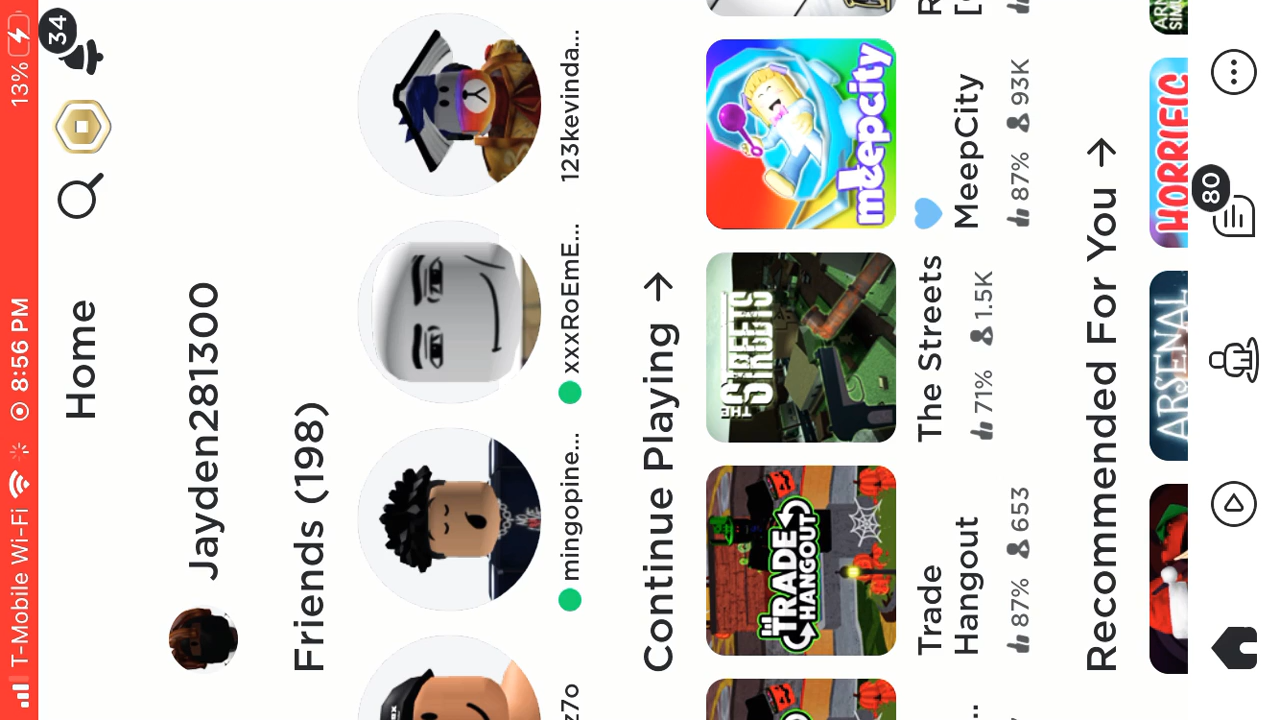 T-Mobile Wi-Fi 8:56 PM 13%
Home 34
Jayden281300
Friends (198)
z7o mingopine... xxxRoEmE... 123kevinda...
Continue Playing →
TRADE HANGOUT THE STREETS meepcity
Trade Hangout The Streets MeepCity
87% 653 71% 1.5K 87% 93K
...
Recommended For You →
ARSENAL HORRIFIC
80